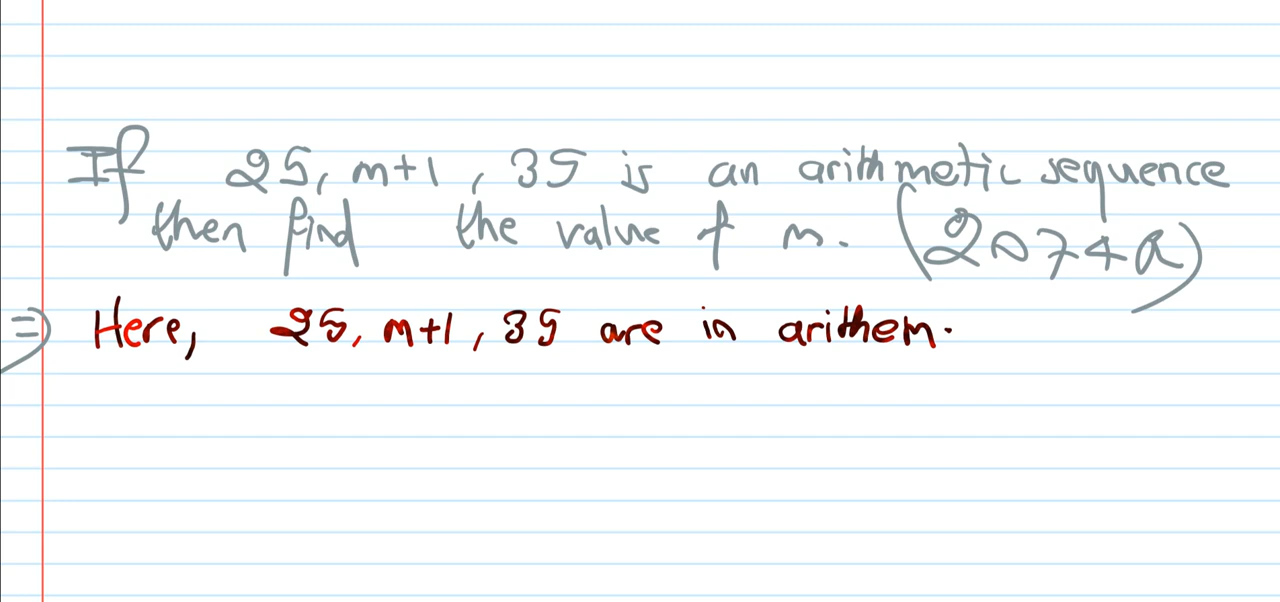 If 25, m+1, 35 is an arithmetic sequence
then find the value of m. (2074 R)
⇒ Here, 25, m+1, 35 are in arithem.